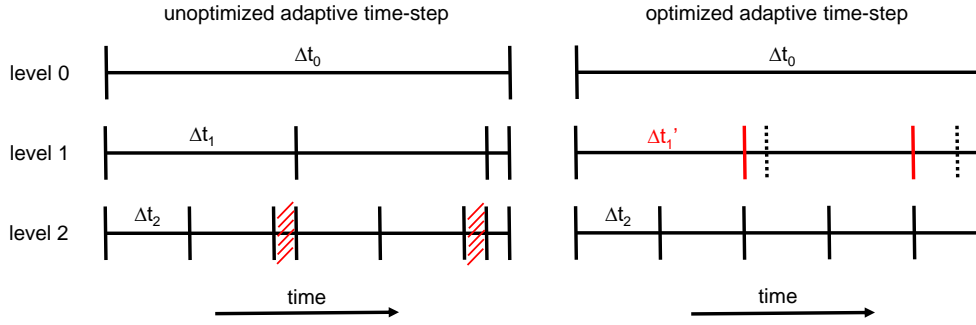 unoptimized adaptive time-step
optimized adaptive time-step
level 0
Δt₀
Δt₀
level 1
Δt₁
Δt₁’
level 2
Δt₂
Δt₂
time
time